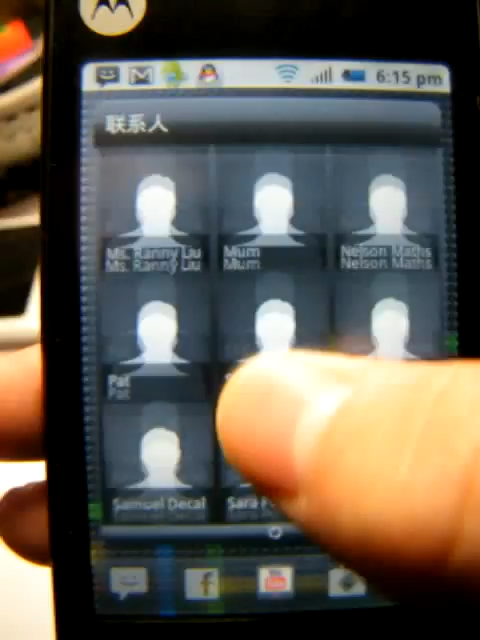 6:15 pm
联系人
Ms. Ranny Liu
Ms. Ranny Liu
Mum
Mum
Nelson Maths
Nelson Maths
Pat
Pat
Samuel Decal
Sara